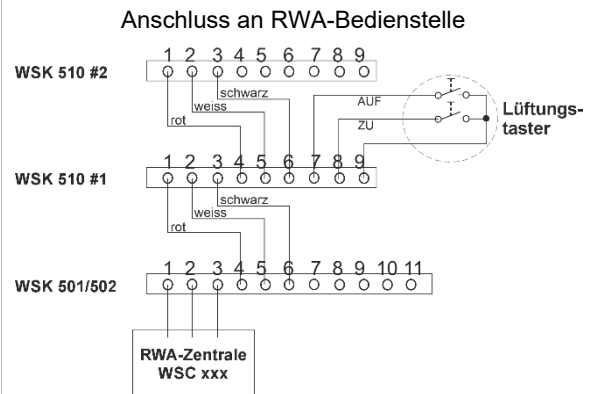 Anschluss an RWA-Bedienstelle
1 2 3 4 5 6 7 8 9
WSK 510 #2
schwarz
weiss
rot
AUF
ZU
Lüftungs-
taster
1 2 3 4 5 6 7 8 9
WSK 510 #1
schwarz
weiss
rot
1 2 3 4 5 6 7 8 9 10 11
WSK 501/502
RWA-Zentrale
WSC xxx